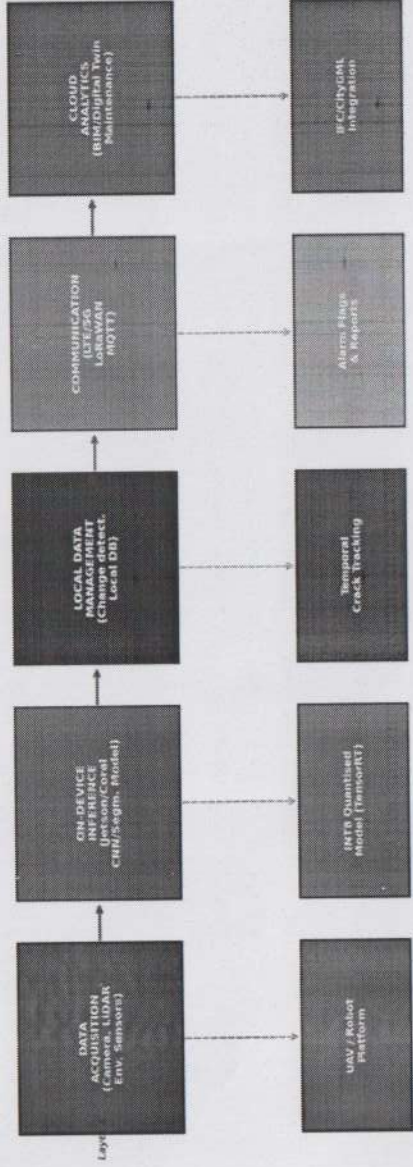 DATA
ACQUISITION
(Camera, LiDAR
Env. Sensors)
ON-DEVICE
INFERENCE
(Jetson/Coral
CNN/Segm. Model)
LOCAL DATA
MANAGEMENT
(Change detect.
Local DB)
COMMUNICATION
(LTE/5G
LoRaWAN
MQTT)
CLOUD
ANALYTICS
(BIM/Digital Twin
Maintenance)
UAV / Robot
Platform
INT8 Quantised
Model (TensorRT)
Temporal
Crack Tracking
Alarm Flags
& Reports
IFC/CityGML
Integration